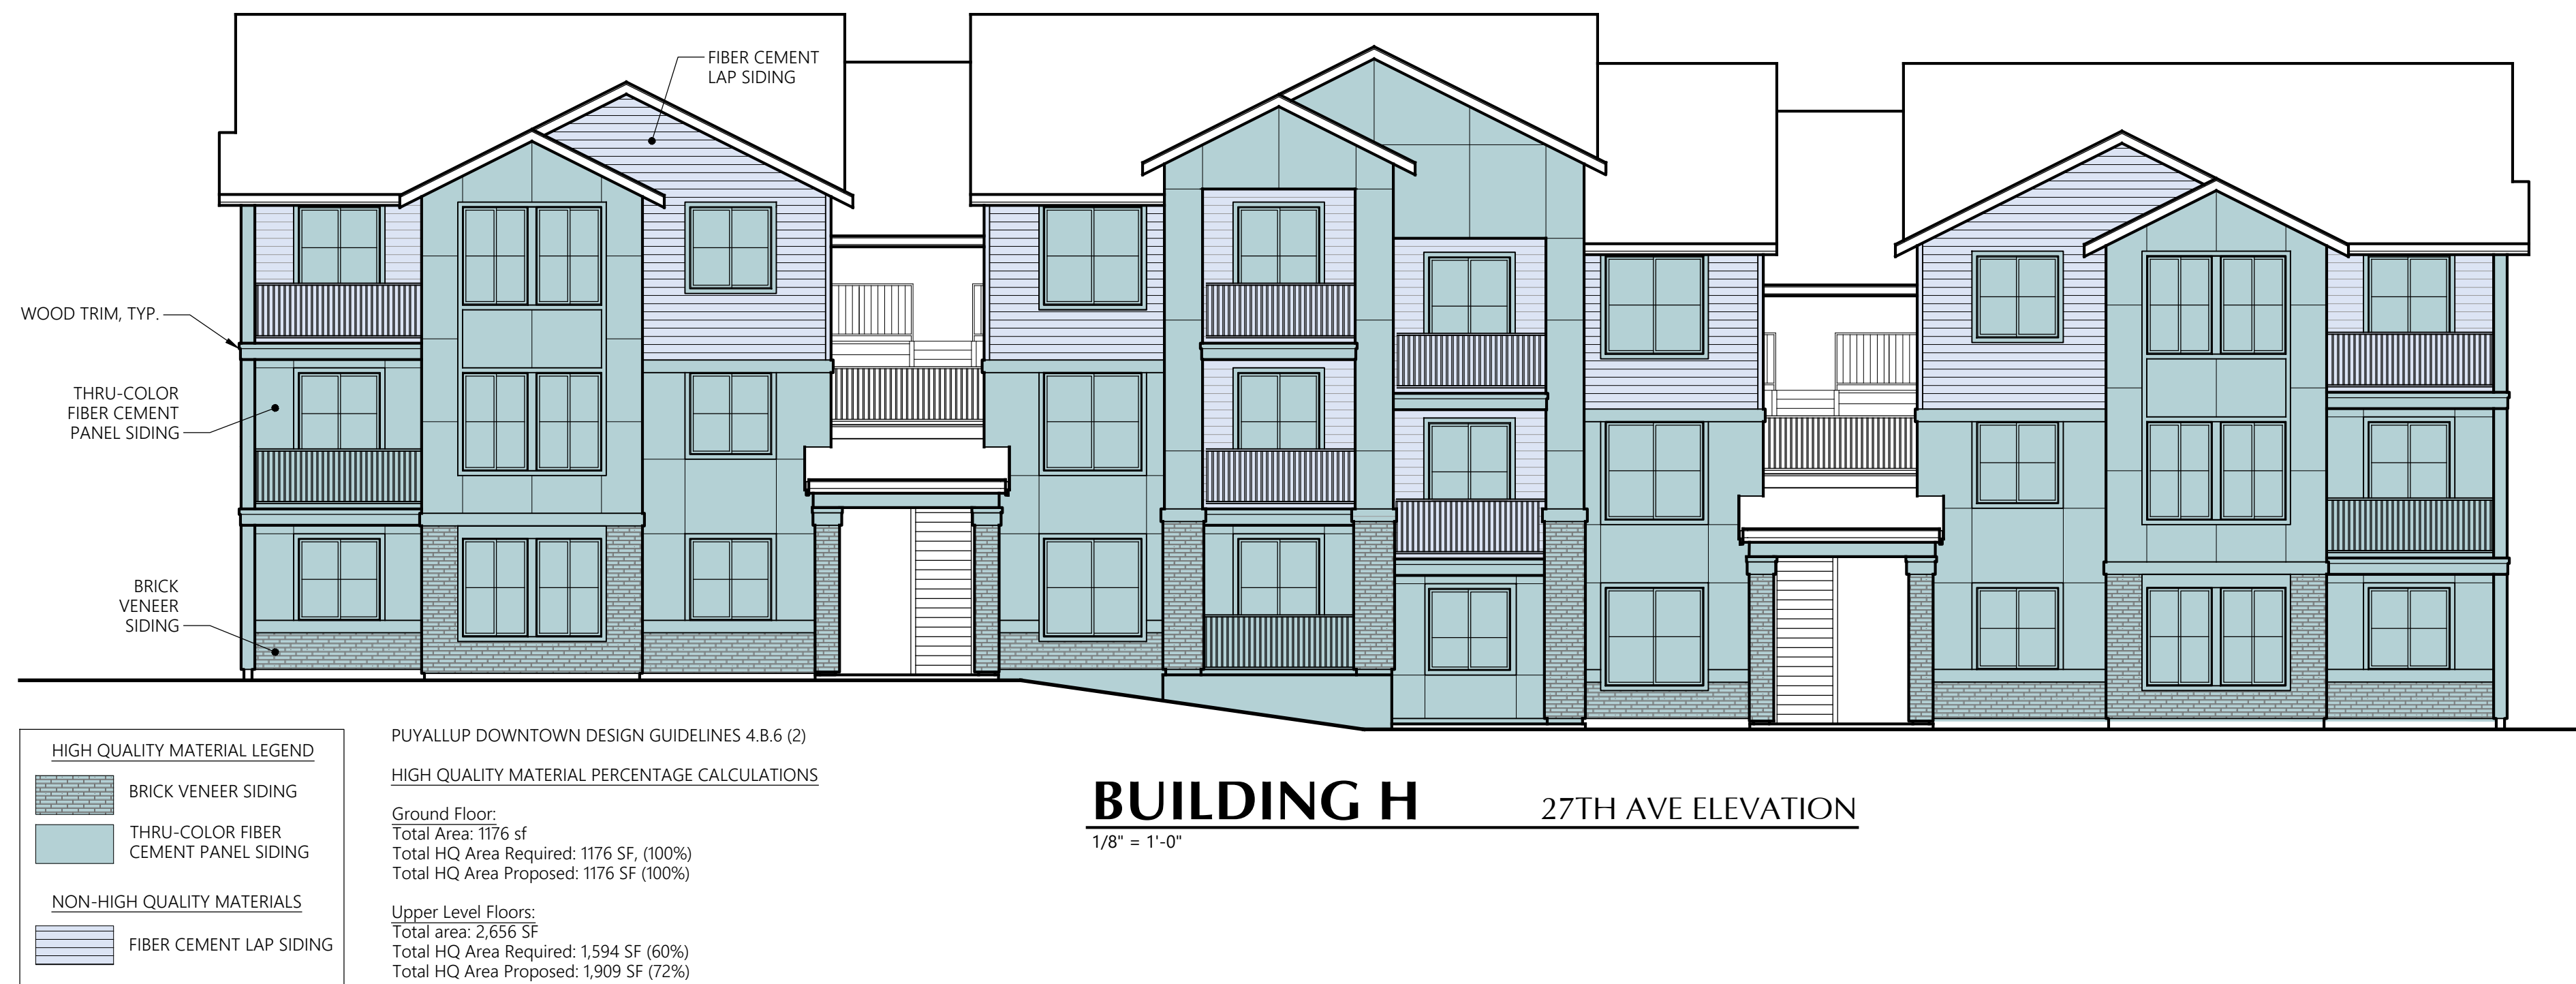 FIBER CEMENT
LAP SIDING
WOOD TRIM, TYP.
THRU-COLOR
FIBER CEMENT
PANEL SIDING
BRICK
VENEER
SIDING
HIGH QUALITY MATERIAL LEGEND
BRICK VENEER SIDING
THRU-COLOR FIBER
CEMENT PANEL SIDING
NON-HIGH QUALITY MATERIALS
FIBER CEMENT LAP SIDING
PUYALLUP DOWNTOWN DESIGN GUIDELINES 4.B.6 (2)
HIGH QUALITY MATERIAL PERCENTAGE CALCULATIONS
Ground Floor:
Total Area: 1176 sf
Total HQ Area Required: 1176 SF, (100%)
Total HQ Area Proposed: 1176 SF (100%)
Upper Level Floors:
Total area: 2,656 SF
Total HQ Area Required: 1,594 SF (60%)
Total HQ Area Proposed: 1,909 SF (72%)
BUILDING H 27TH AVE ELEVATION
1/8" = 1'-0"